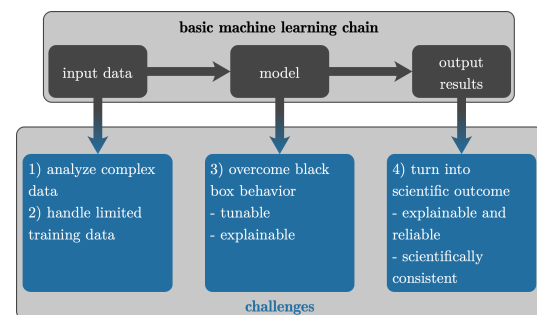 basic machine learning chain
input data
model
output
results
1) analyze complex
data
2) handle limited
training data
3) overcome black
box behavior
- tunable
- explainable
4) turn into
scientific outcome
- explainable and
reliable
- scientifically
consistent
challenges